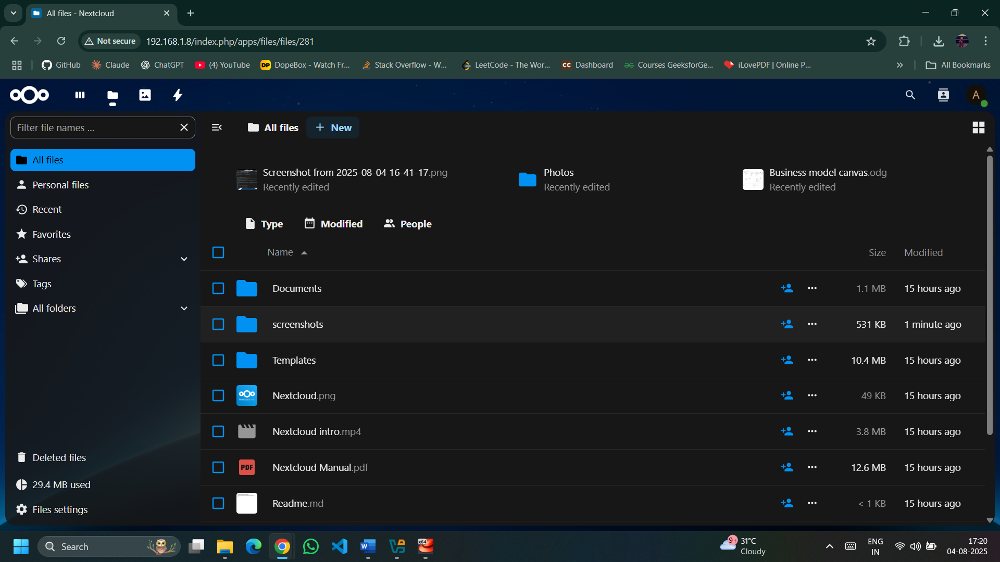 All files - Nextcloud
Not secure
192.168.1.8/index.php/apps/files/files/281
GitHub
Claude
ChatGPT
(4) YouTube
DP
DopeBox - Watch Fr...
Stack Overflow - W...
LeetCode - The Wor...
CC
Dashboard
Courses GeeksforGe...
iLovePDF | Online P...
All Bookmarks
A
Filter file names ...
All files
New
All files
Personal files
Recent
Favorites
Shares
Tags
All folders
Deleted files
29.4 MB used
Files settings
Screenshot from 2025-08-04 16-41-17.png
Recently edited
Photos
Recently edited
Business model canvas.odg
Recently edited
Type
Modified
People
Name
Size
Modified
Documents
1.1 MB
15 hours ago
screenshots
531 KB
1 minute ago
Templates
10.4 MB
15 hours ago
Nextcloud.png
49 KB
15 hours ago
Nextcloud intro.mp4
3.8 MB
15 hours ago
PDF
Nextcloud Manual.pdf
12.6 MB
15 hours ago
Readme.md
< 1 KB
15 hours ago
Search
W
x64
9+
31°C
Cloudy
ENG
IN
17:20
04-08-2025